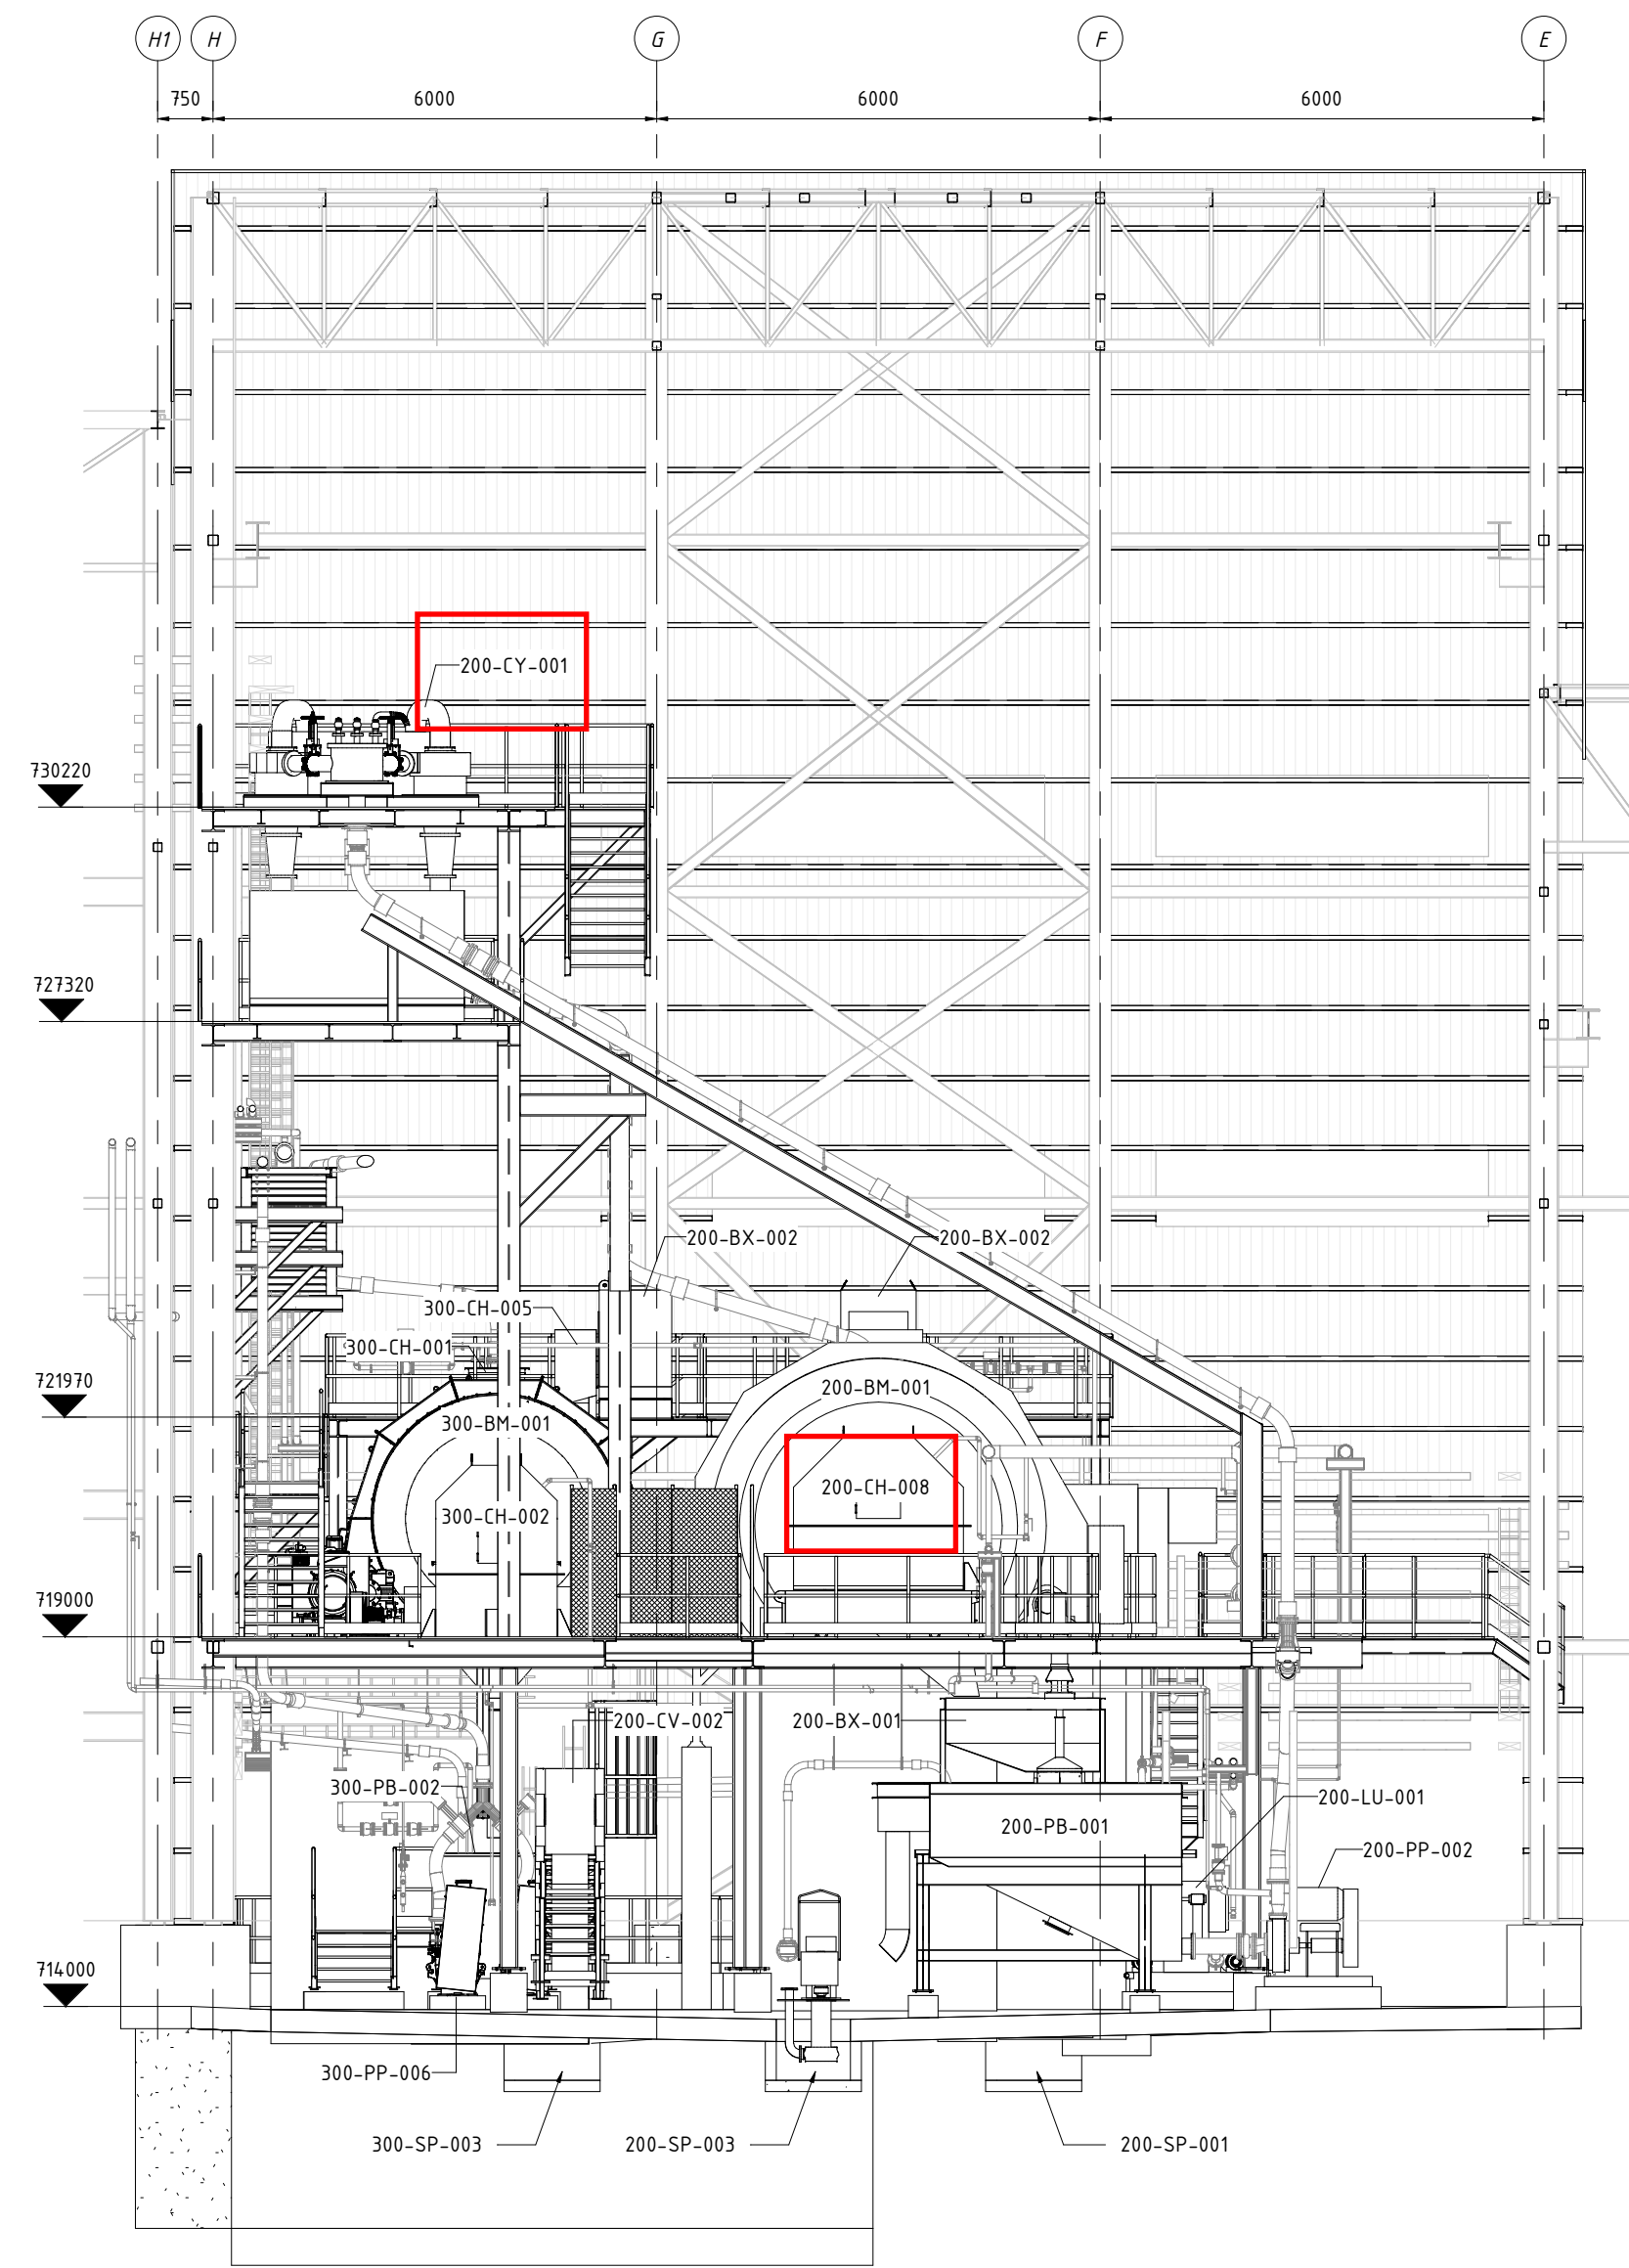 H1 H G F E
750 6000 6000 6000
200-CY-001
730220
727320
200-BX-002 200-BX-002
300-CH-005
300-CH-001
721970
200-BM-001
300-BM-001
200-CH-008
300-CH-002
719000
200-CV-002 200-BX-001
300-PB-002
200-LU-001
200-PB-001
200-PP-002
714000
300-PP-006
300-SP-003 200-SP-003 200-SP-001